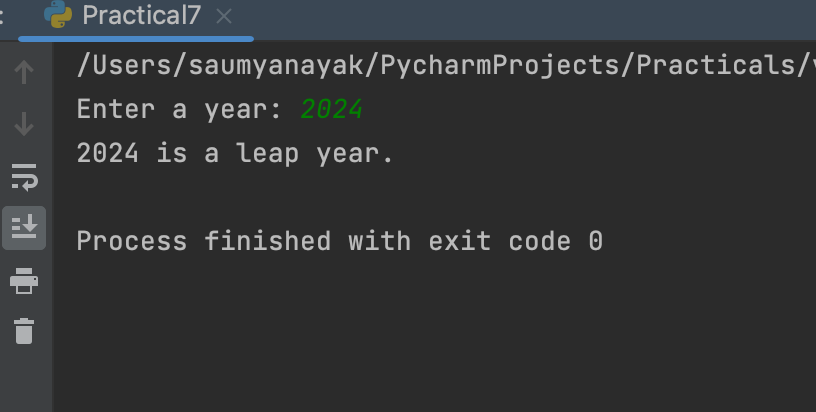 Practical7
/Users/saumyanayak/PycharmProjects/Practicals/
Enter a year: 2024
2024 is a leap year.
Process finished with exit code 0